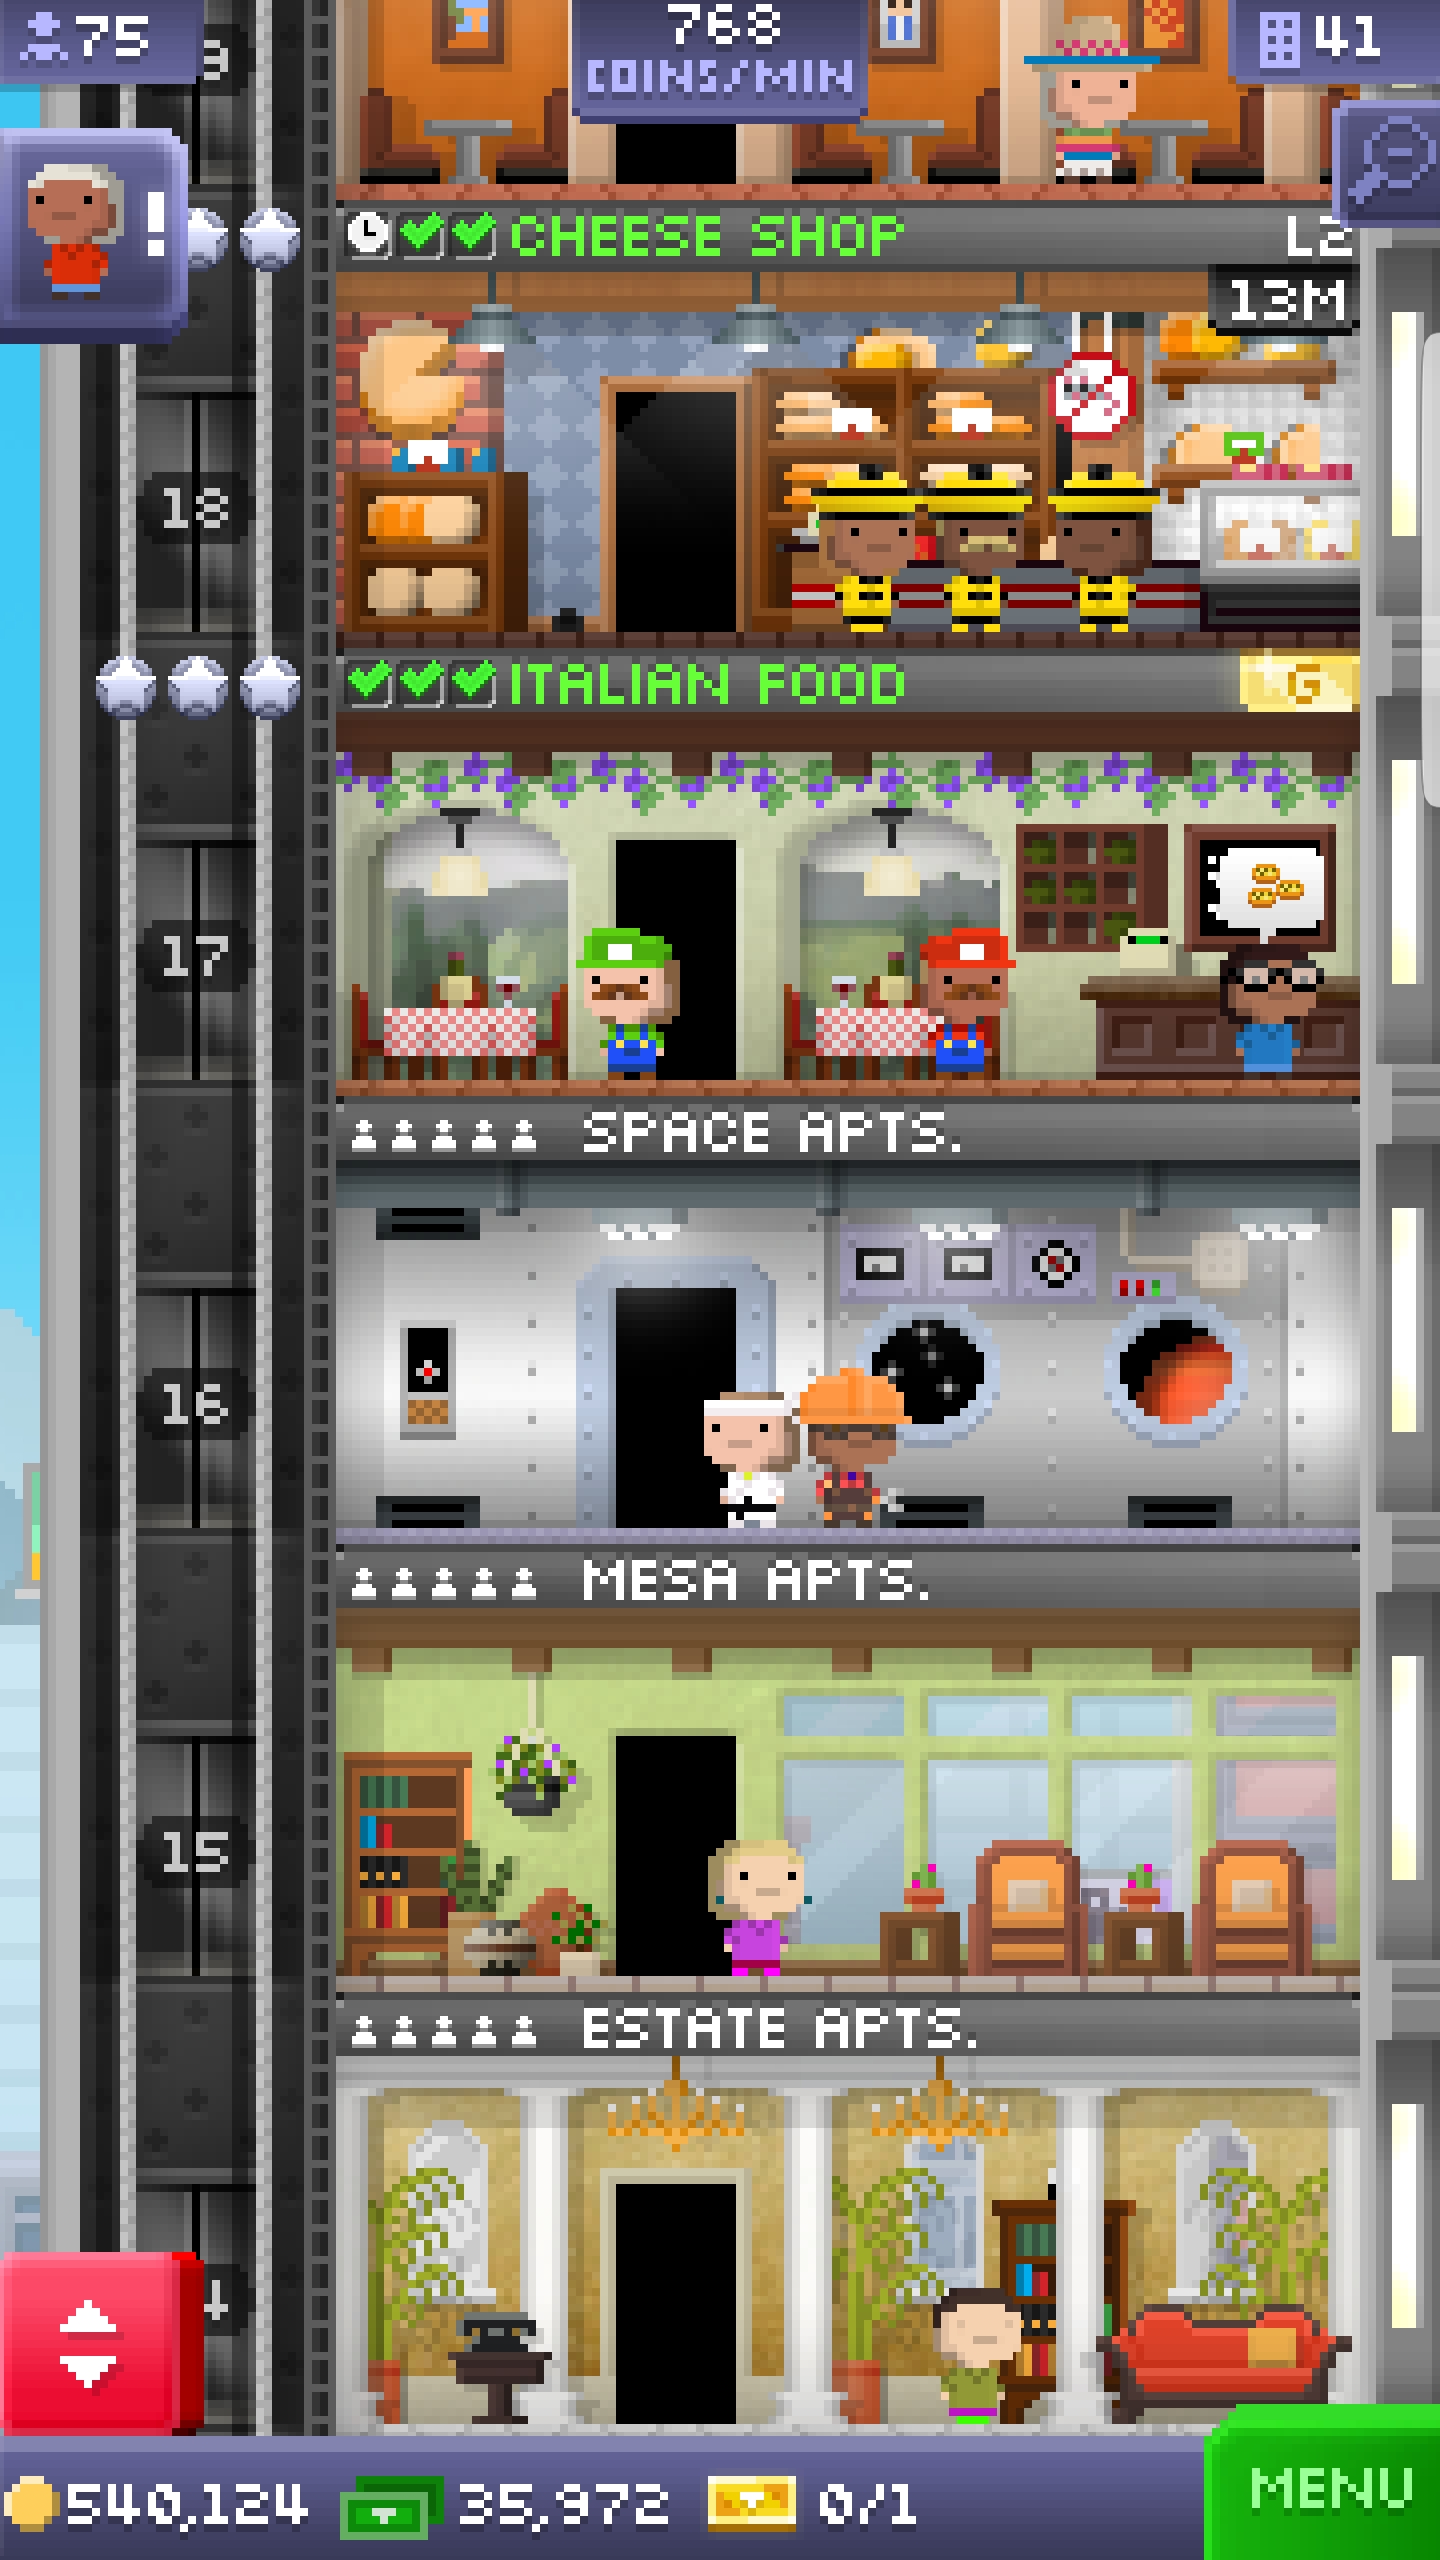 75
768
COINS/MIN
41
CHEESE SHOP
L2
13M
18
ITALIAN FOOD
G
17
SPACE APTS.
16
MESA APTS.
15
ESTATE APTS.
540,124
35,972
0/1
MENU